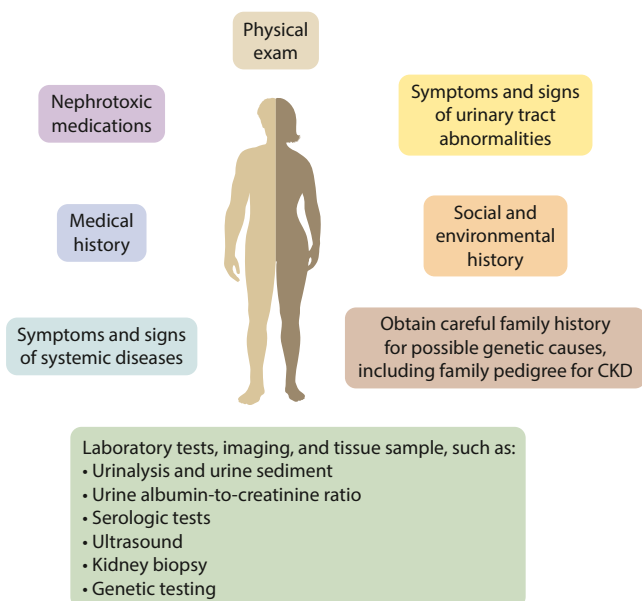 Physical
exam
Nephrotoxic
medications
Symptoms and signs
of urinary tract
abnormalities
Medical
history
Social and
environmental
history
Symptoms and signs
of systemic diseases
Obtain careful family history
for possible genetic causes,
including family pedigree for CKD
Laboratory tests, imaging, and tissue sample, such as:
• Urinalysis and urine sediment
• Urine albumin-to-creatinine ratio
• Serologic tests
• Ultrasound
• Kidney biopsy
• Genetic testing